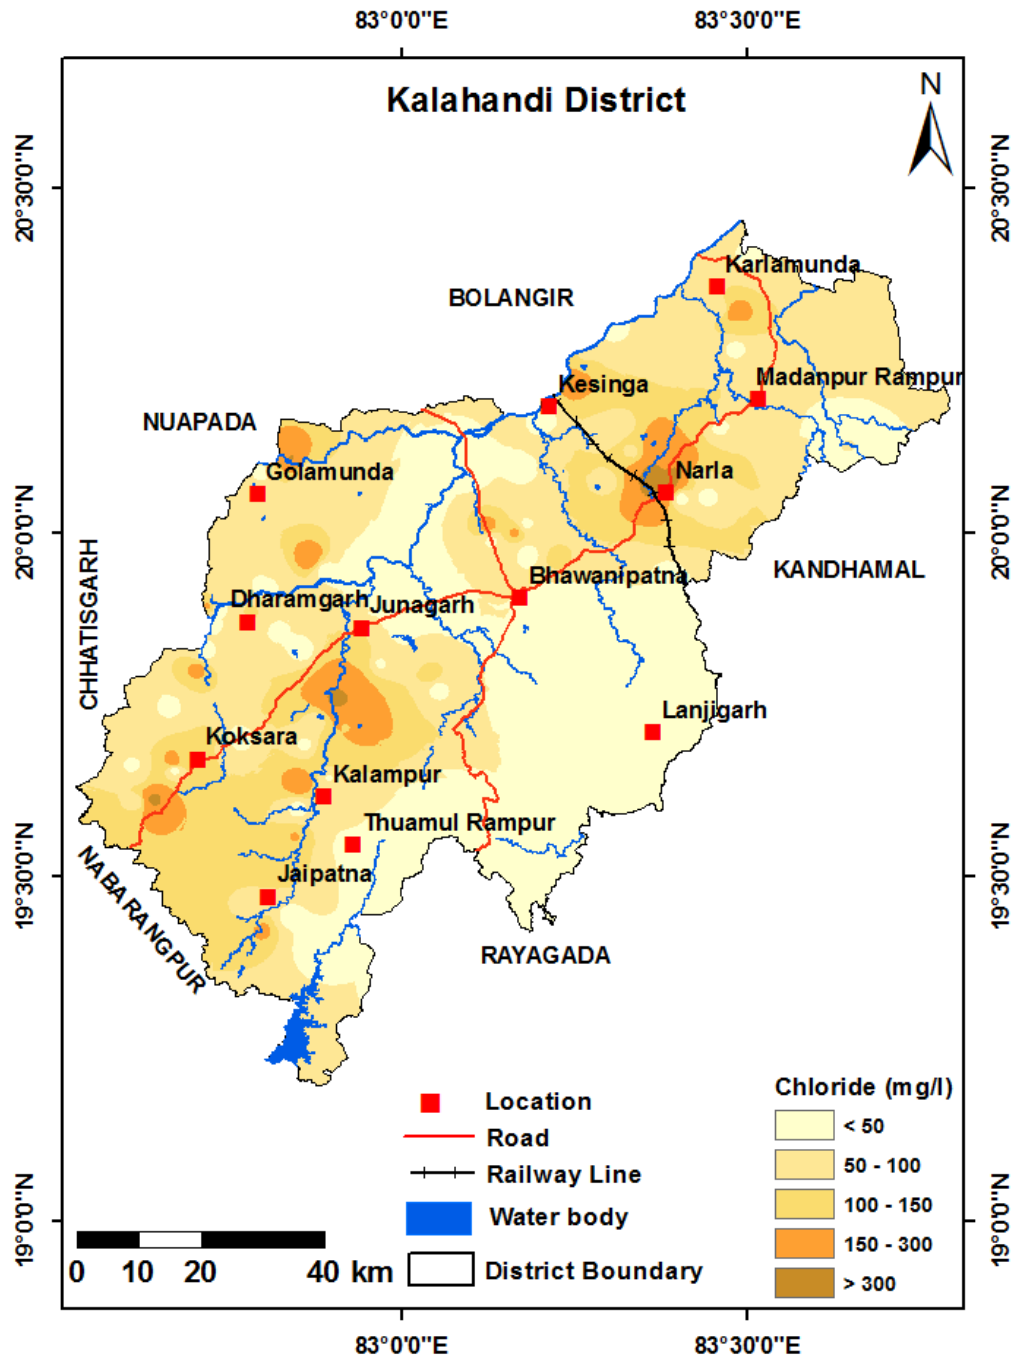 83°0'0"E 83°30'0"E
Kalahandi District
N
20°30'0"N 20°30'0"N
Karlamunda
BOLANGIR
Madanpur Rampur
Kesinga
NUAPADA
Golamunda
Narla
20°0'0"N 20°0'0"N
KANDHAMAL
Bhawanipatna
CHHATISGARH
Dharamgarh
Junagarh
Lanjigarh
Koksara
Kalampur
Thuamul Rampur
Jaipatna
19°30'0"N 19°30'0"N
NABARANGPUR
RAYAGADA
Location
Road
Railway Line
Water body
District Boundary
Chloride (mg/l)
< 50
50 - 100
100 - 150
150 - 300
> 300
19°0'0"N 19°0'0"N
0 10 20 40 km
83°0'0"E 83°30'0"E